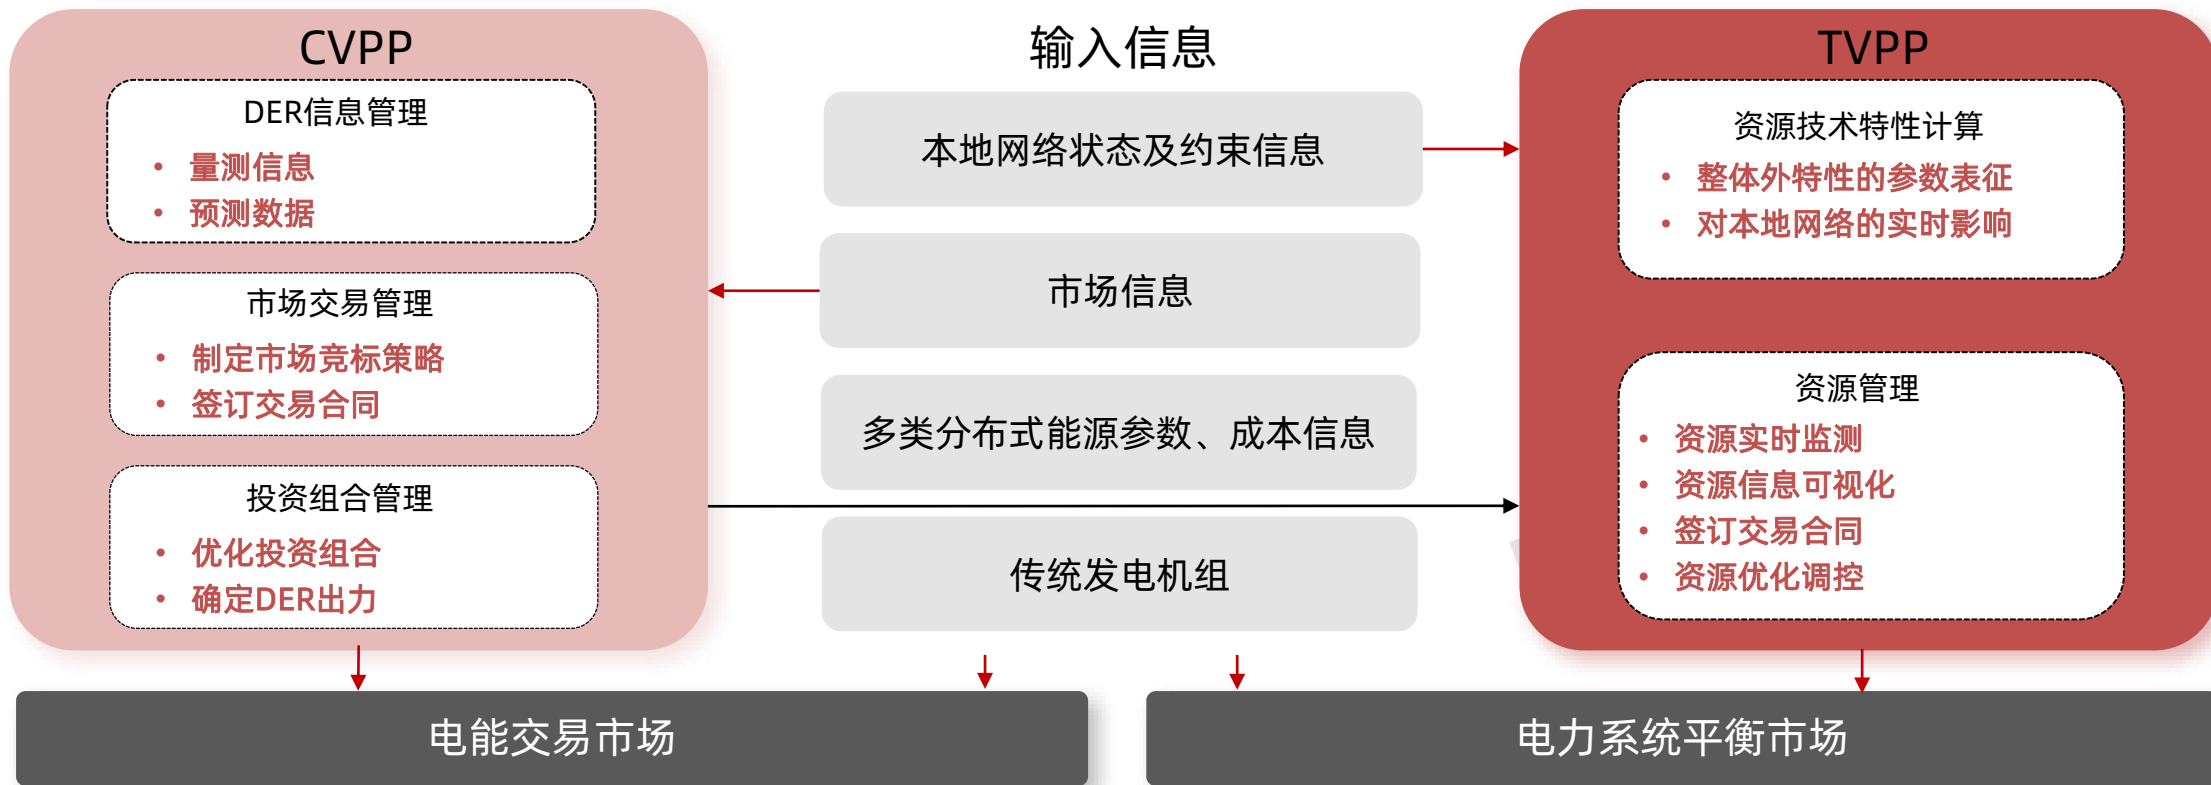 CVPP
DER信息管理
• 量测信息
• 预测数据
市场交易管理
• 制定市场竞标策略
• 签订交易合同
投资组合管理
• 优化投资组合
• 确定DER出力
输入信息
本地网络状态及约束信息
市场信息
多类分布式能源参数、成本信息
传统发电机组
TVPP
资源技术特性计算
• 整体外特性的参数表征
• 对本地网络的实时影响
资源管理
• 资源实时监测
• 资源信息可视化
• 签订交易合同
• 资源优化调控
电能交易市场
电力系统平衡市场